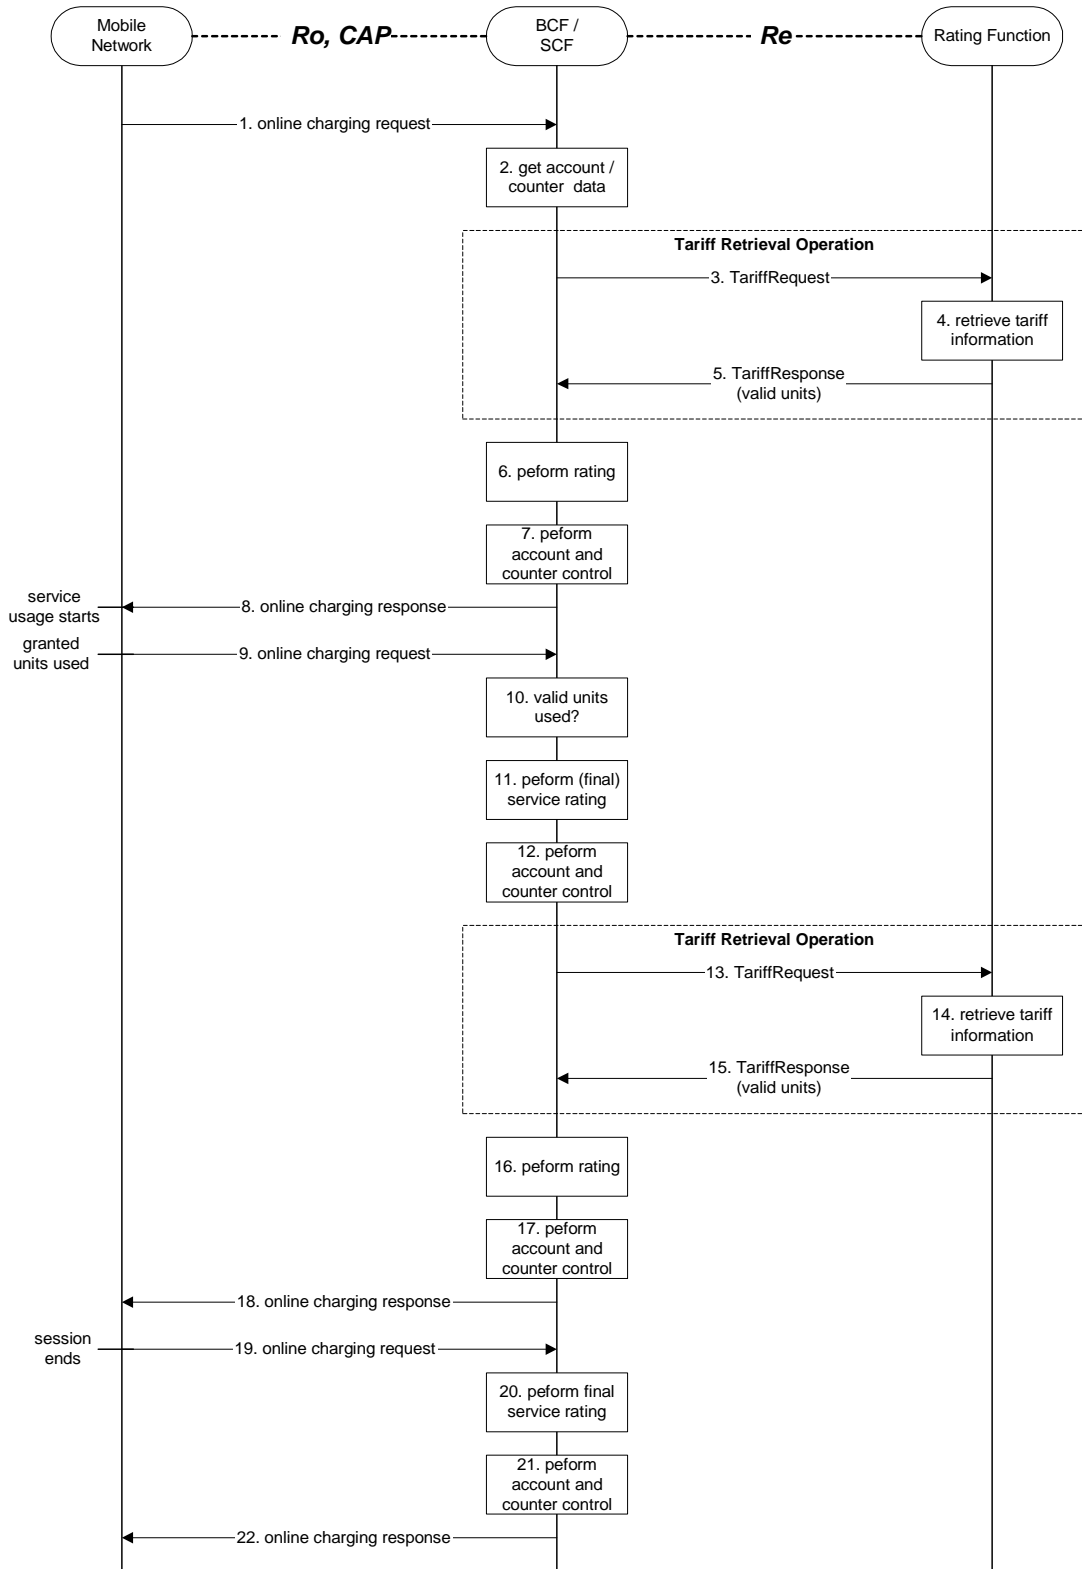 Mobile
Network
Ro, CAP
BCF /
SCF
Re
Rating Function
1. online charging request
2. get account /
counter data
Tariff Retrieval Operation
3. TariffRequest
4. retrieve tariff
information
5. TariffResponse
(valid units)
6. peform rating
7. peform
account and
counter control
service
usage starts
8. online charging response
granted
units used
9. online charging request
10. valid units
used?
11. peform (final)
service rating
12. peform
account and
counter control
Tariff Retrieval Operation
13. TariffRequest
14. retrieve tariff
information
15. TariffResponse
(valid units)
16. peform rating
17. peform
account and
counter control
18. online charging response
session
ends
19. online charging request
20. peform final
service rating
21. peform
account and
counter control
22. online charging response